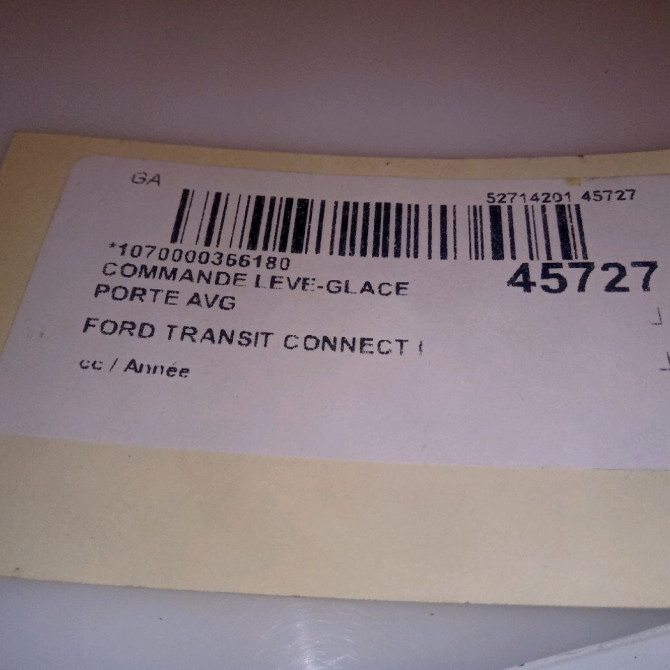 GA
52714201 45727
*1070000366180
45727
COMMANDE LEVE-GLACE
PORTE AVG
FORD TRANSIT CONNECT I
cc / Année